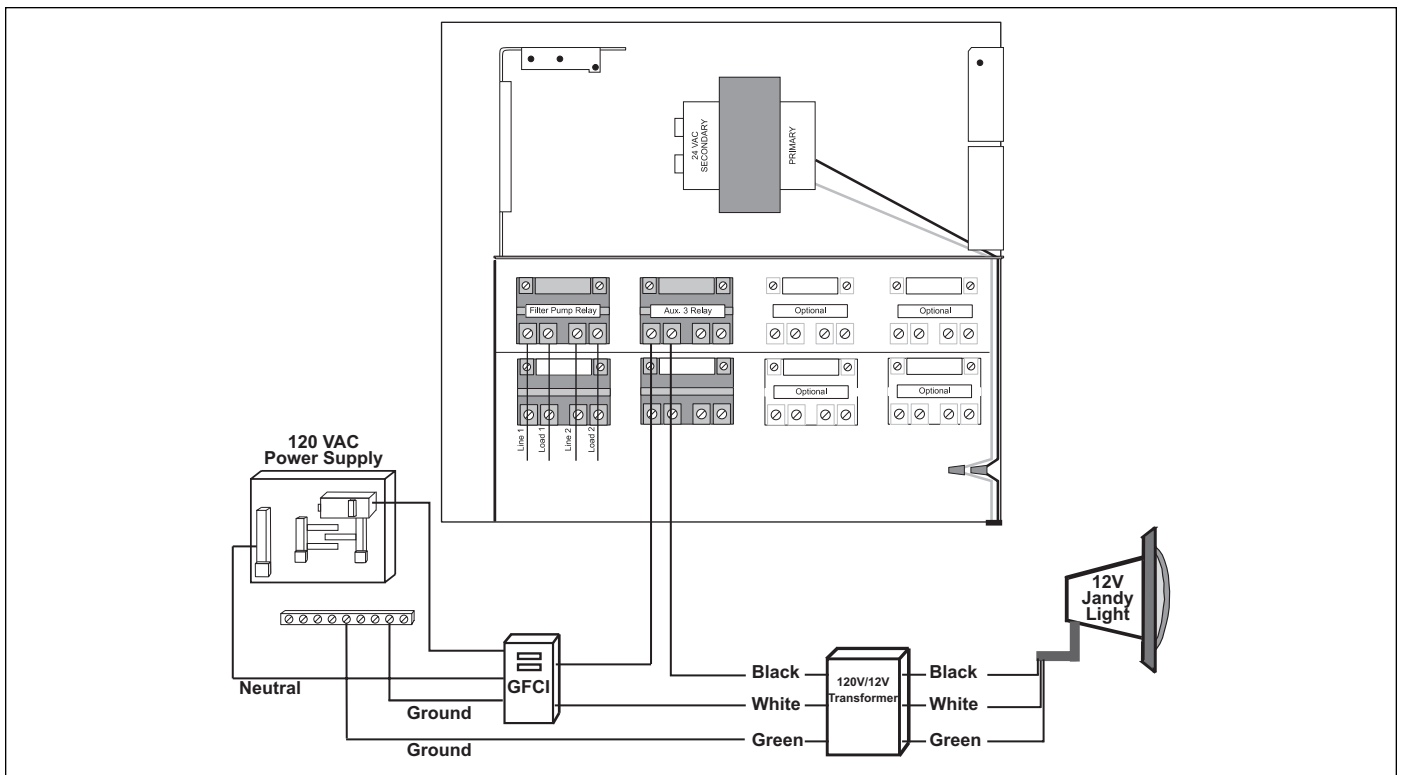 24 VAC
SECONDARY
PRIMARY
Filter Pump Relay
Aux. 3 Relay
Optional
Optional
Optional
Optional
Line 1
Load 1
Line 2
Load 2
120 VAC
Power Supply
12V
Jandy
Light
GFCI
Neutral
Ground
Ground
Black
White
Green
120V/12V
Transformer
Black
White
Green